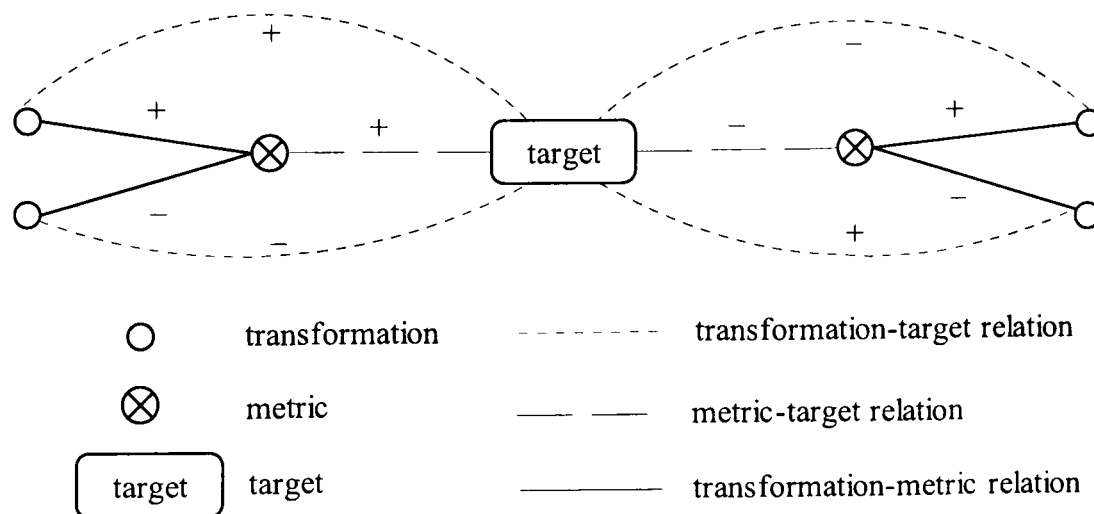 +
−
+
+
+
−
target
−
−
−
+
transformation
transformation-target relation
metric
metric-target relation
target
target
transformation-metric relation